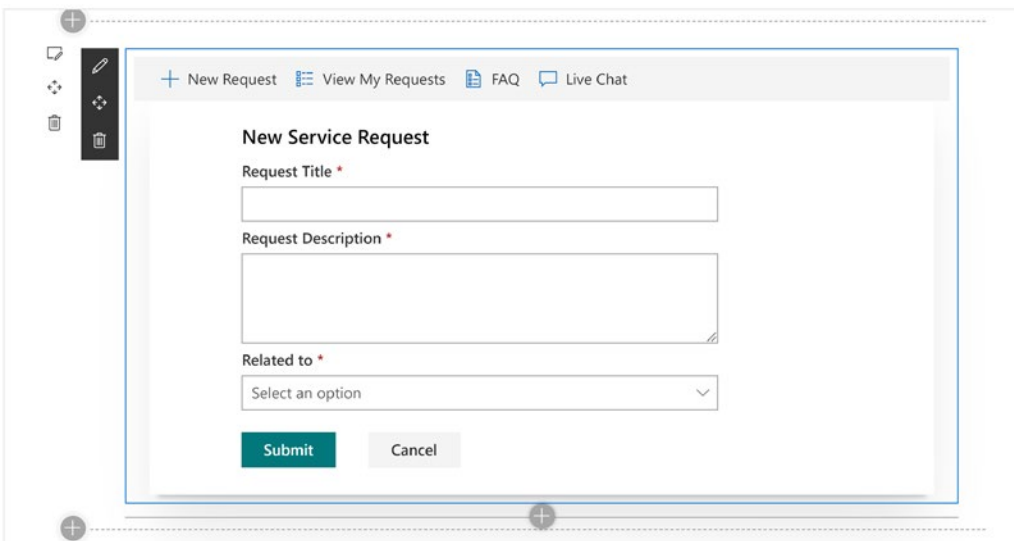 New Request View My Requests FAQ Live Chat
New Service Request
Request Title *
Request Description *
Related to *
Select an option
Submit Cancel